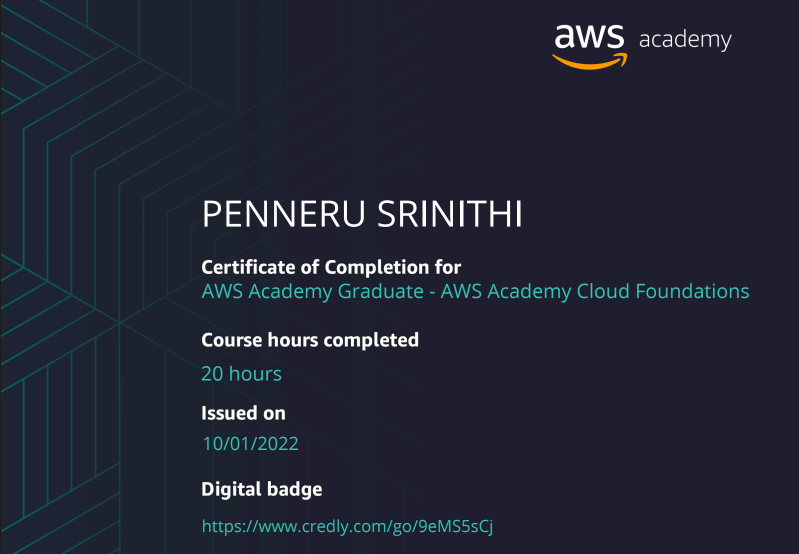 aws academy
PENNERU SRINITHI
Certificate of Completion for
AWS Academy Graduate - AWS Academy Cloud Foundations
Course hours completed
20 hours
Issued on
10/01/2022
Digital badge
https://www.credly.com/go/9eMS5sCj